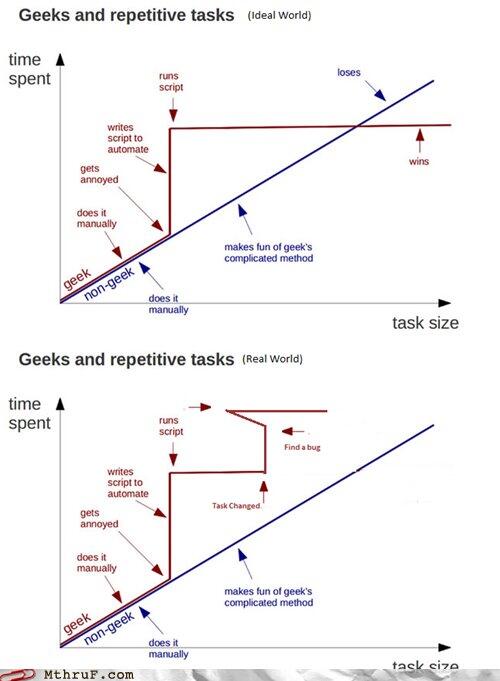 Geeks and repetitive tasks (Ideal World)
time
spent
loses
runs
script
writes
script to
automate
wins
gets
annoyed
does it
manually
makes fun of geek's
complicated method
geek
non-geek
does it
manually
task size
Geeks and repetitive tasks (Real World)
time
spent
runs
script
Find a bug
writes
script to
automate
Task Changed.
gets
annoyed
does it
manually
makes fun of geek's
complicated method
geek
non-geek
does it
manually
task size
MthruF.com